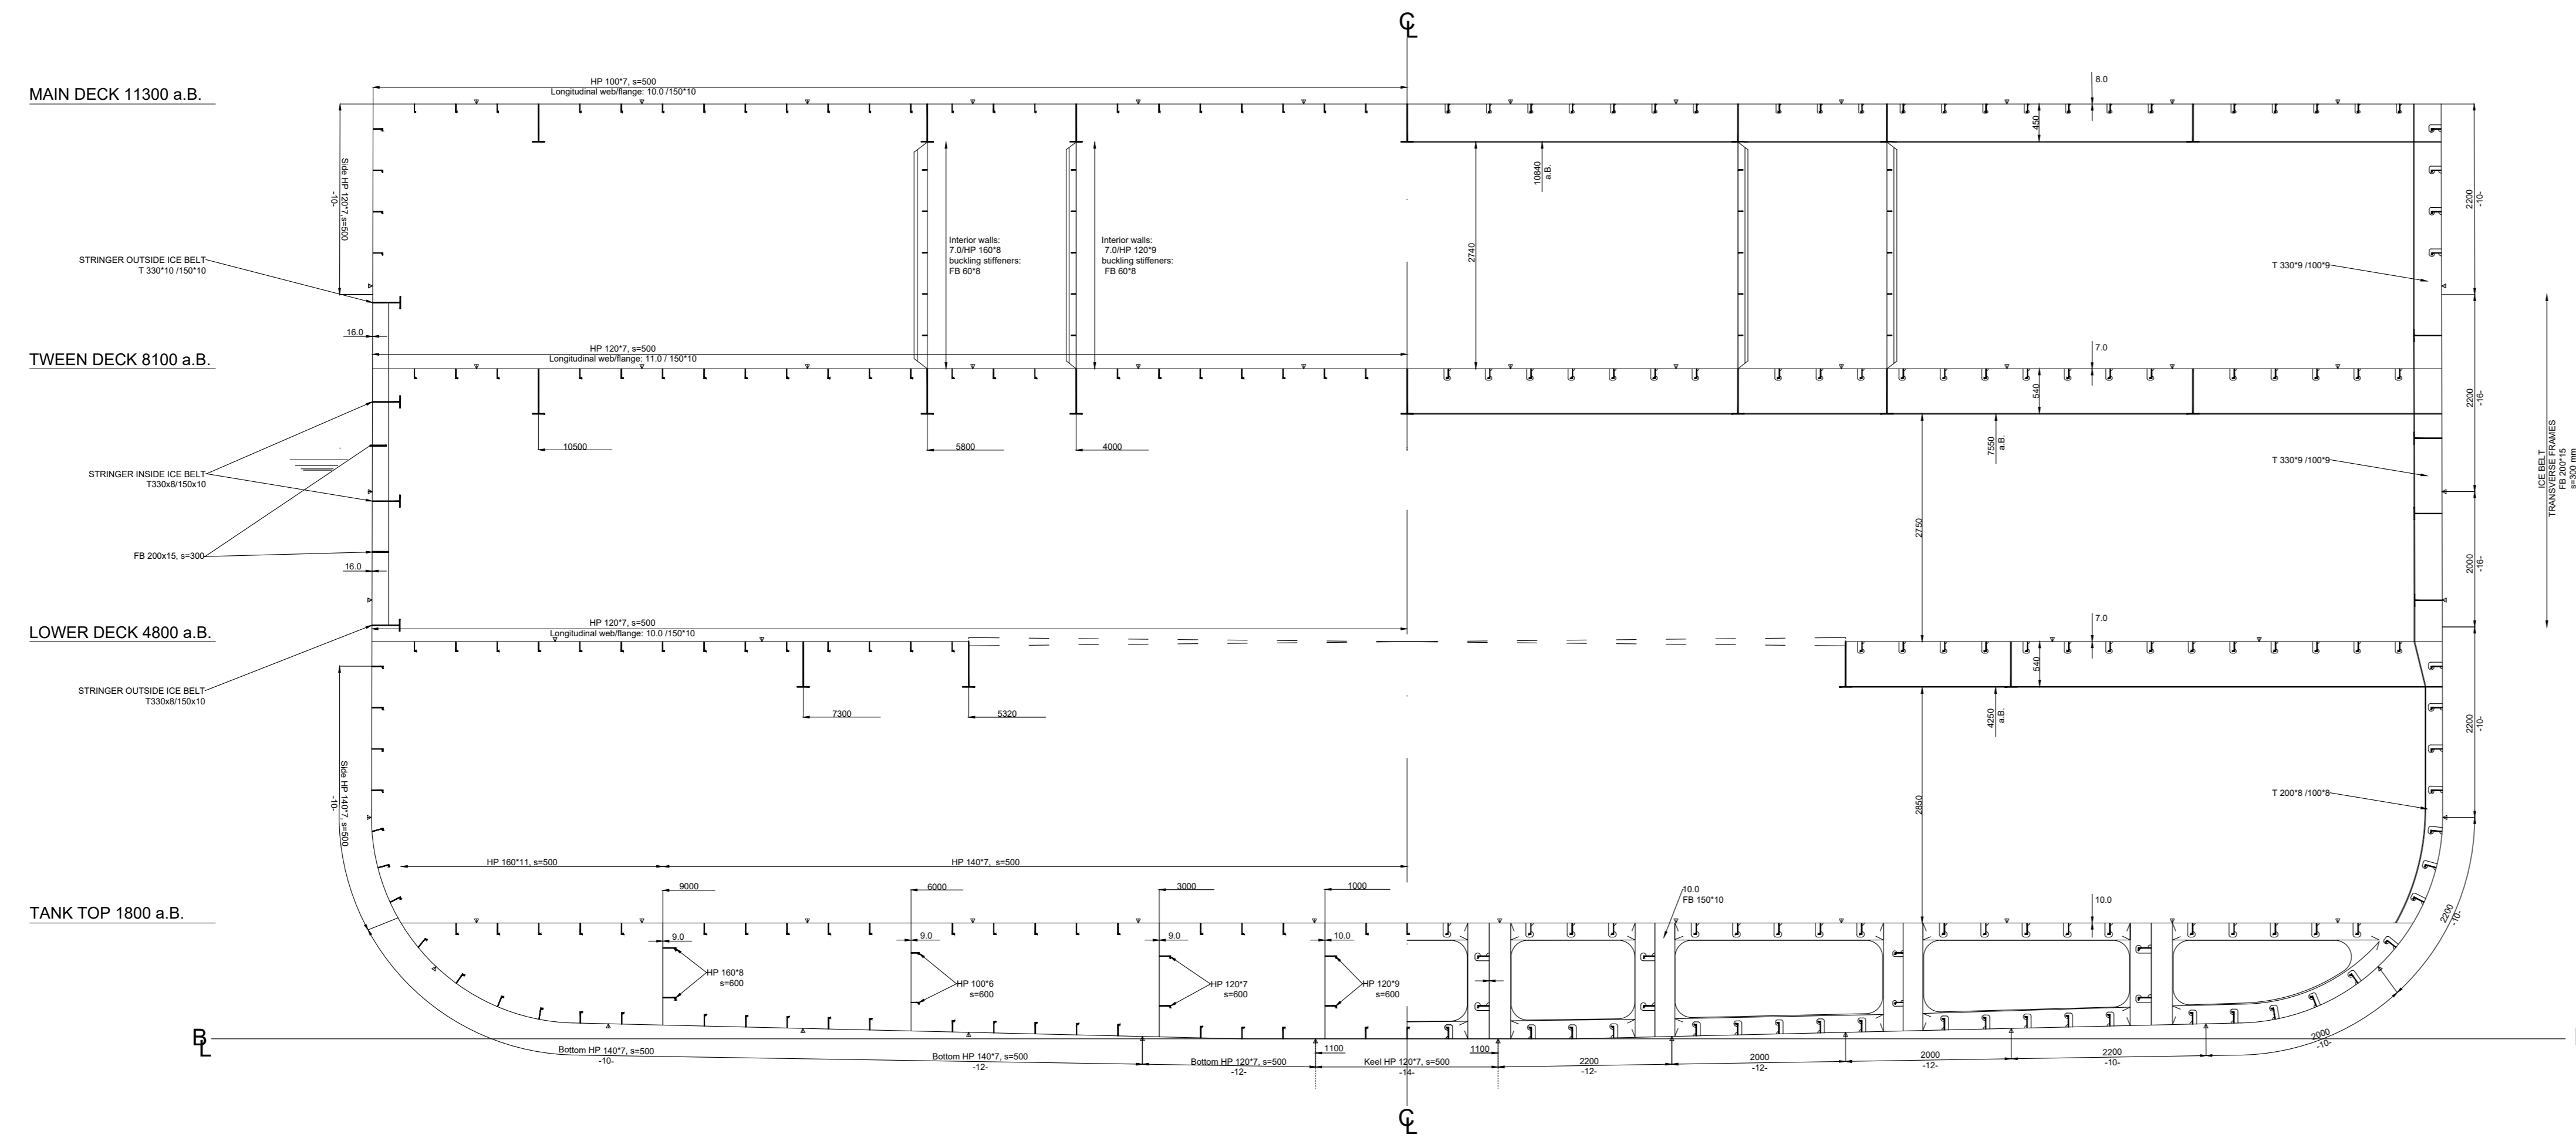 CL
HP 100*7, s=500
Longitudinal web/flange: 10.0 /150*10
MAIN DECK 11300 a.B.
8.0
450
10840
a.B.
Side HP 120*7,s=500
-10-
2200
-10-
Interior walls:
7.0/HP 160*8
buckling stiffeners:
FB 60*8
Interior walls:
7.0/HP 120*9
buckling stiffeners:
FB 60*8
2740
STRINGER OUTSIDE ICE BELT
T 330*10 /150*10
T 330*9 /100*9
16.0
HP 120*7, s=500
Longitudinal web/flange: 11.0 / 150*10
TWEEN DECK 8100 a.B.
7.0
540
2200
-16-
10500
5800
4000
7550
a.B.
STRINGER INSIDE ICE BELT
T330x8/150x10
T 330*9 /100*9
ICE BELT
TRANSVERSE FRAMES
FB 200*15
s=300 mm
2750
FB 200x15, s=300
16.0
2000
-16-
HP 120*7, s=500
Longitudinal web/flange: 10.0 /150*10
LOWER DECK 4800 a.B.
7.0
540
STRINGER OUTSIDE ICE BELT
T330x8/150x10
7300
5320
4250
a.B.
2200
-10-
Side HP 140*7, s=500
-10-
2850
T 200*8 /100*8
HP 160*11, s=500
HP 140*7, s=500
9000
6000
3000
1000
10.0
FB 150*10
10.0
TANK TOP 1800 a.B.
2200
-10-
9.0
9.0
9.0
10.0
HP 160*8
s=600
HP 100*6
s=600
HP 120*7
s=600
HP 120*9
s=600
BL
Bottom HP 140*7, s=500
-10-
Bottom HP 140*7, s=500
-12-
Bottom HP 120*7, s=500
-12-
1100
1100
Keel HP 120*7, s=500
-14-
2200
-12-
2000
-12-
2000
-12-
2200
-10-
2000
-10-
CL